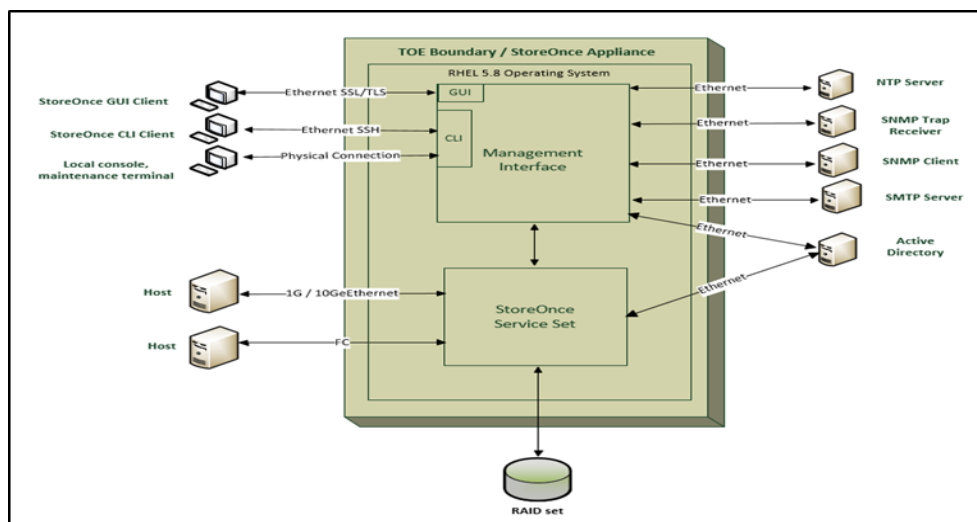 TOE Boundary / StoreOnce Appliance
RHEL 5.8 Operating System
StoreOnce GUI Client
Ethernet SSL/TLS
GUI
StoreOnce CLI Client
Ethernet SSH
CLI
Local console,
maintenance terminal
Physical Connection
Management
Interface
Ethernet
NTP Server
Ethernet
SNMP Trap
Receiver
Ethernet
SNMP Client
Ethernet
SMTP Server
Ethernet
Active
Directory
Ethernet
Host
1G / 10GeEthernet
StoreOnce
Service Set
Host
FC
RAID set